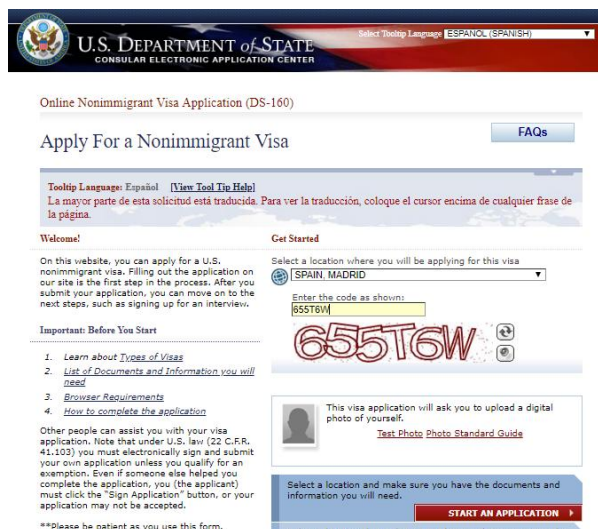 Select Tooltip Language ESPAÑOL (SPANISH)
U.S. DEPARTMENT of STATE
CONSULAR ELECTRONIC APPLICATION CENTER
Online Nonimmigrant Visa Application (DS-160)
Apply For a Nonimmigrant Visa
FAQs
Tooltip Language: Español [View Tool Tip Help]
La mayor parte de esta solicitud está traducida. Para ver la traducción, coloque el cursor encima de cualquier frase de
la página.
Welcome!
On this website, you can apply for a U.S.
nonimmigrant visa. Filling out the application on
our site is the first step in the process. After you
submit your application, you can move on to the
next steps, such as signing up for an interview.
Important: Before You Start
1. Learn about Types of Visas
2. List of Documents and Information you will
need
3. Browser Requirements
4. How to complete the application
Other people can assist you with your visa
application. Note that under U.S. law (22 C.F.R.
41.103) you must electronically sign and submit
your own application unless you qualify for an
exemption. Even if someone else helped you
complete the application, you (the applicant)
must click the "Sign Application" button, or your
application may not be accepted.
**Please be patient as you use this form.
Get Started
Select a location where you will be applying for this visa
SPAIN, MADRID
Enter the code as shown:
655T6W
655T6W
This visa application will ask you to upload a digital
photo of yourself.
Test Photo Photo Standard Guide
Select a location and make sure you have the documents and
information you will need.
START AN APPLICATION